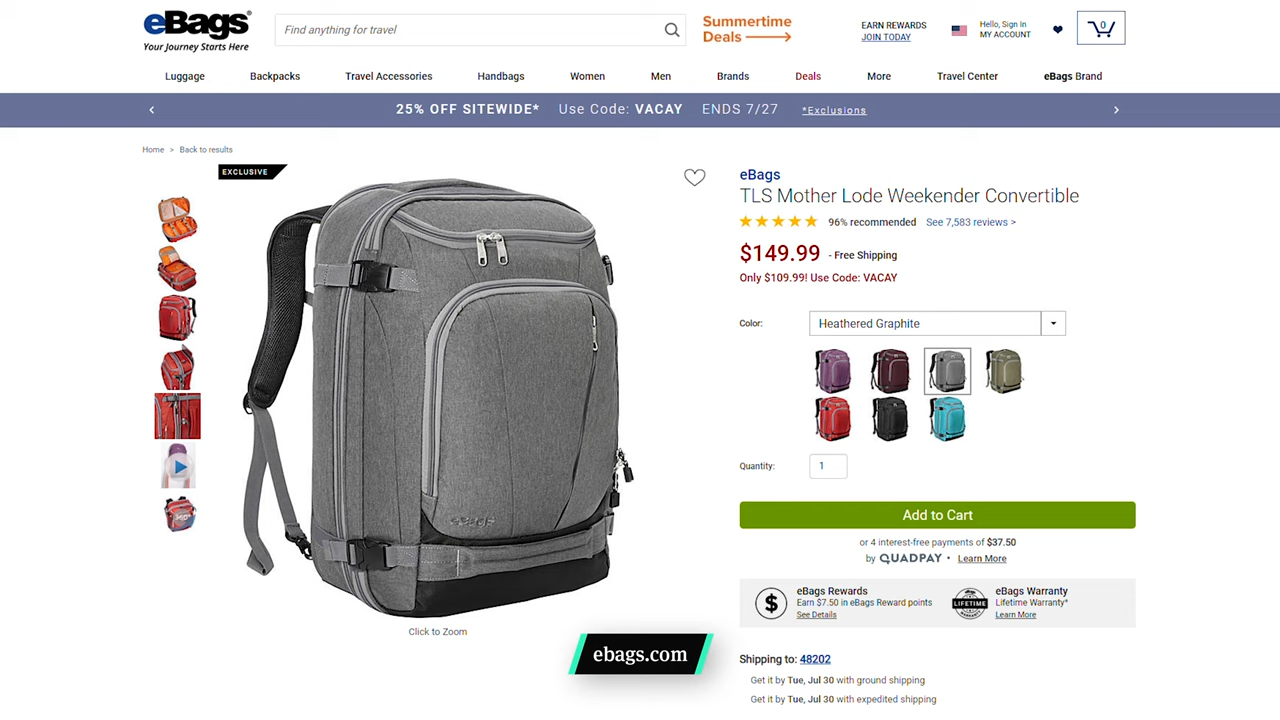 eBags®
Your Journey Starts Here
Find anything for travel
Summertime
Deals
EARN REWARDS
JOIN TODAY
Hello, Sign In
MY ACCOUNT
0
Luggage Backpacks Travel Accessories Handbags Women Men Brands Deals More Travel Center eBags Brand
25% OFF SITEWIDE* Use Code: VACAY ENDS 7/27 *Exclusions
Home > Back to results
EXCLUSIVE
eBags
TLS Mother Lode Weekender Convertible
96% recommended See 7,583 reviews >
$149.99 - Free Shipping
Only $109.99! Use Code: VACAY
Color: Heathered Graphite
Quantity: 1
eBags
360°
Click to Zoom
Add to Cart
or 4 interest-free payments of $37.50
by QUADPAY • Learn More
$
eBags Rewards
Earn $7.50 in eBags Reward points
See Details
LIFETIME
eBags Warranty
Lifetime Warranty*
Learn More
ebags.com
Shipping to: 48202
Get it by Tue, Jul 30 with ground shipping
Get it by Tue, Jul 30 with expedited shipping